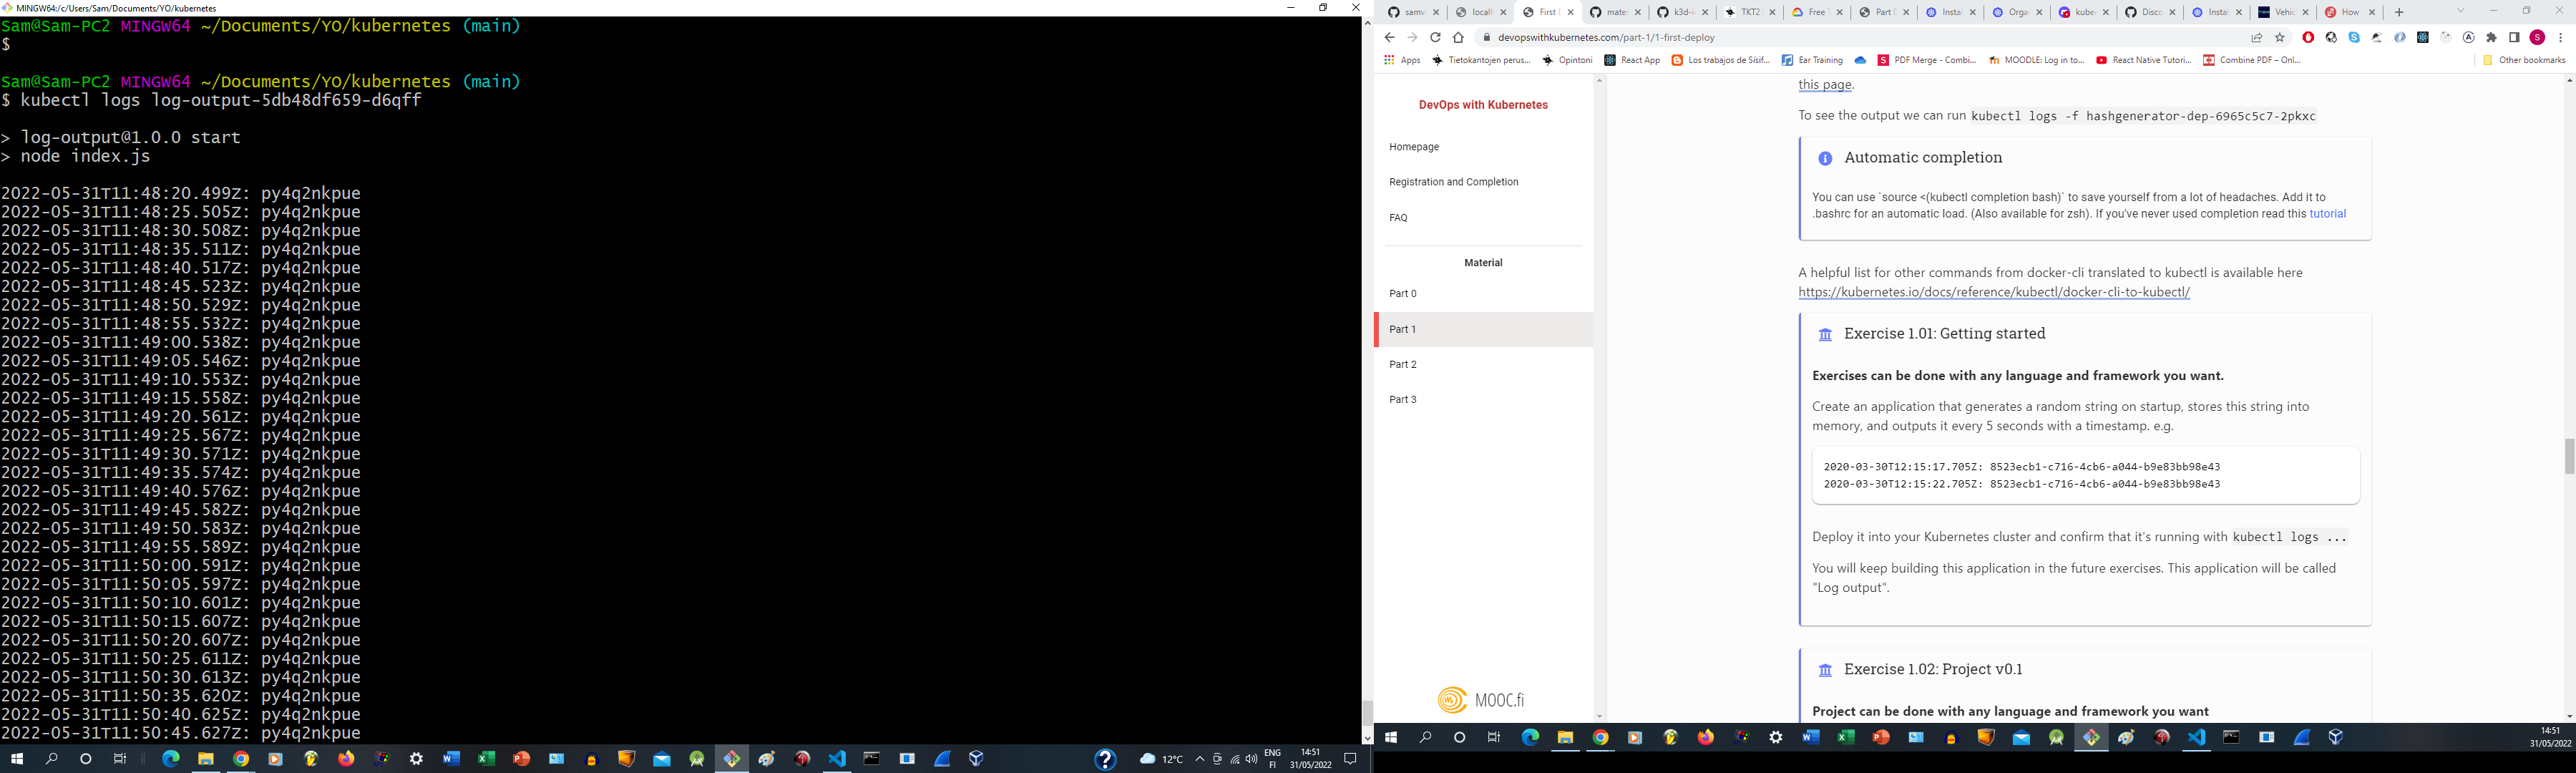 MINGW64:/c/Users/Sam/Documents/YO/kubernetes
Sam@Sam-PC2 MINGW64 ~/Documents/YO/kubernetes (main)
$
Sam@Sam-PC2 MINGW64 ~/Documents/YO/kubernetes (main)
$ kubectl logs log-output-5db48df659-d6qff
> log-output@1.0.0 start
> node index.js
2022-05-31T11:48:20.499Z: py4q2nkpue
2022-05-31T11:48:25.505Z: py4q2nkpue
2022-05-31T11:48:30.508Z: py4q2nkpue
2022-05-31T11:48:35.511Z: py4q2nkpue
2022-05-31T11:48:40.517Z: py4q2nkpue
2022-05-31T11:48:45.523Z: py4q2nkpue
2022-05-31T11:48:50.529Z: py4q2nkpue
2022-05-31T11:48:55.532Z: py4q2nkpue
2022-05-31T11:49:00.538Z: py4q2nkpue
2022-05-31T11:49:05.546Z: py4q2nkpue
2022-05-31T11:49:10.553Z: py4q2nkpue
2022-05-31T11:49:15.558Z: py4q2nkpue
2022-05-31T11:49:20.561Z: py4q2nkpue
2022-05-31T11:49:25.567Z: py4q2nkpue
2022-05-31T11:49:30.571Z: py4q2nkpue
2022-05-31T11:49:35.574Z: py4q2nkpue
2022-05-31T11:49:40.576Z: py4q2nkpue
2022-05-31T11:49:45.582Z: py4q2nkpue
2022-05-31T11:49:50.583Z: py4q2nkpue
2022-05-31T11:49:55.589Z: py4q2nkpue
2022-05-31T11:50:00.591Z: py4q2nkpue
2022-05-31T11:50:05.597Z: py4q2nkpue
2022-05-31T11:50:10.601Z: py4q2nkpue
2022-05-31T11:50:15.607Z: py4q2nkpue
2022-05-31T11:50:20.607Z: py4q2nkpue
2022-05-31T11:50:25.611Z: py4q2nkpue
2022-05-31T11:50:30.613Z: py4q2nkpue
2022-05-31T11:50:35.620Z: py4q2nkpue
2022-05-31T11:50:40.625Z: py4q2nkpue
2022-05-31T11:50:45.627Z: py4q2nkpue
12°C ENG FI 14:51 31/05/2022
samv locall First D mater k3d-i TKT2 Free Part C Instal Orga kuber Disco Instal Vehic How
devopswithkubernetes.com/part-1/1-first-deploy
Apps Tietokantojen perus... Opintoni React App Los trabajos de Sísif... Ear Training PDF Merge - Combi... MOODLE: Log in to... React Native Tutori... Combine PDF – Onl... Other bookmarks
DevOps with Kubernetes
Homepage
Registration and Completion
FAQ
Material
Part 0
Part 1
Part 2
Part 3
MOOC.fi
this page.
To see the output we can run kubectl logs -f hashgenerator-dep-6965c5c7-2pkxc
Automatic completion
You can use `source <(kubectl completion bash)` to save yourself from a lot of headaches. Add it to
.bashrc for an automatic load. (Also available for zsh). If you've never used completion read this tutorial
A helpful list for other commands from docker-cli translated to kubectl is available here
https://kubernetes.io/docs/reference/kubectl/docker-cli-to-kubectl/
Exercise 1.01: Getting started
Exercises can be done with any language and framework you want.
Create an application that generates a random string on startup, stores this string into
memory, and outputs it every 5 seconds with a timestamp. e.g.
2020-03-30T12:15:17.705Z: 8523ecb1-c716-4cb6-a044-b9e83bb98e43
2020-03-30T12:15:22.705Z: 8523ecb1-c716-4cb6-a044-b9e83bb98e43
Deploy it into your Kubernetes cluster and confirm that it's running with kubectl logs ...
You will keep building this application in the future exercises. This application will be called
"Log output".
Exercise 1.02: Project v0.1
Project can be done with any language and framework you want
14:51
31/05/2022